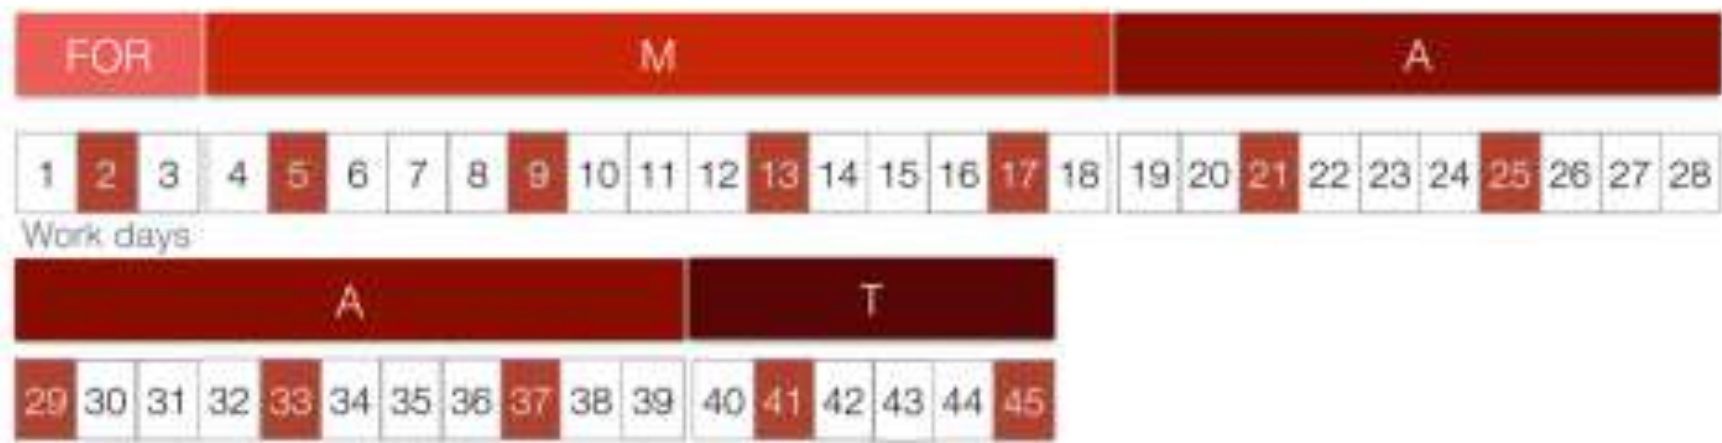 FOR M A
1 2 3 4 5 6 7 8 9 10 11 12 13 14 15 16 17 18 19 20 21 22 23 24 25 26 27 28
Work days
A T
29 30 31 32 33 34 35 36 37 38 39 40 41 42 43 44 45